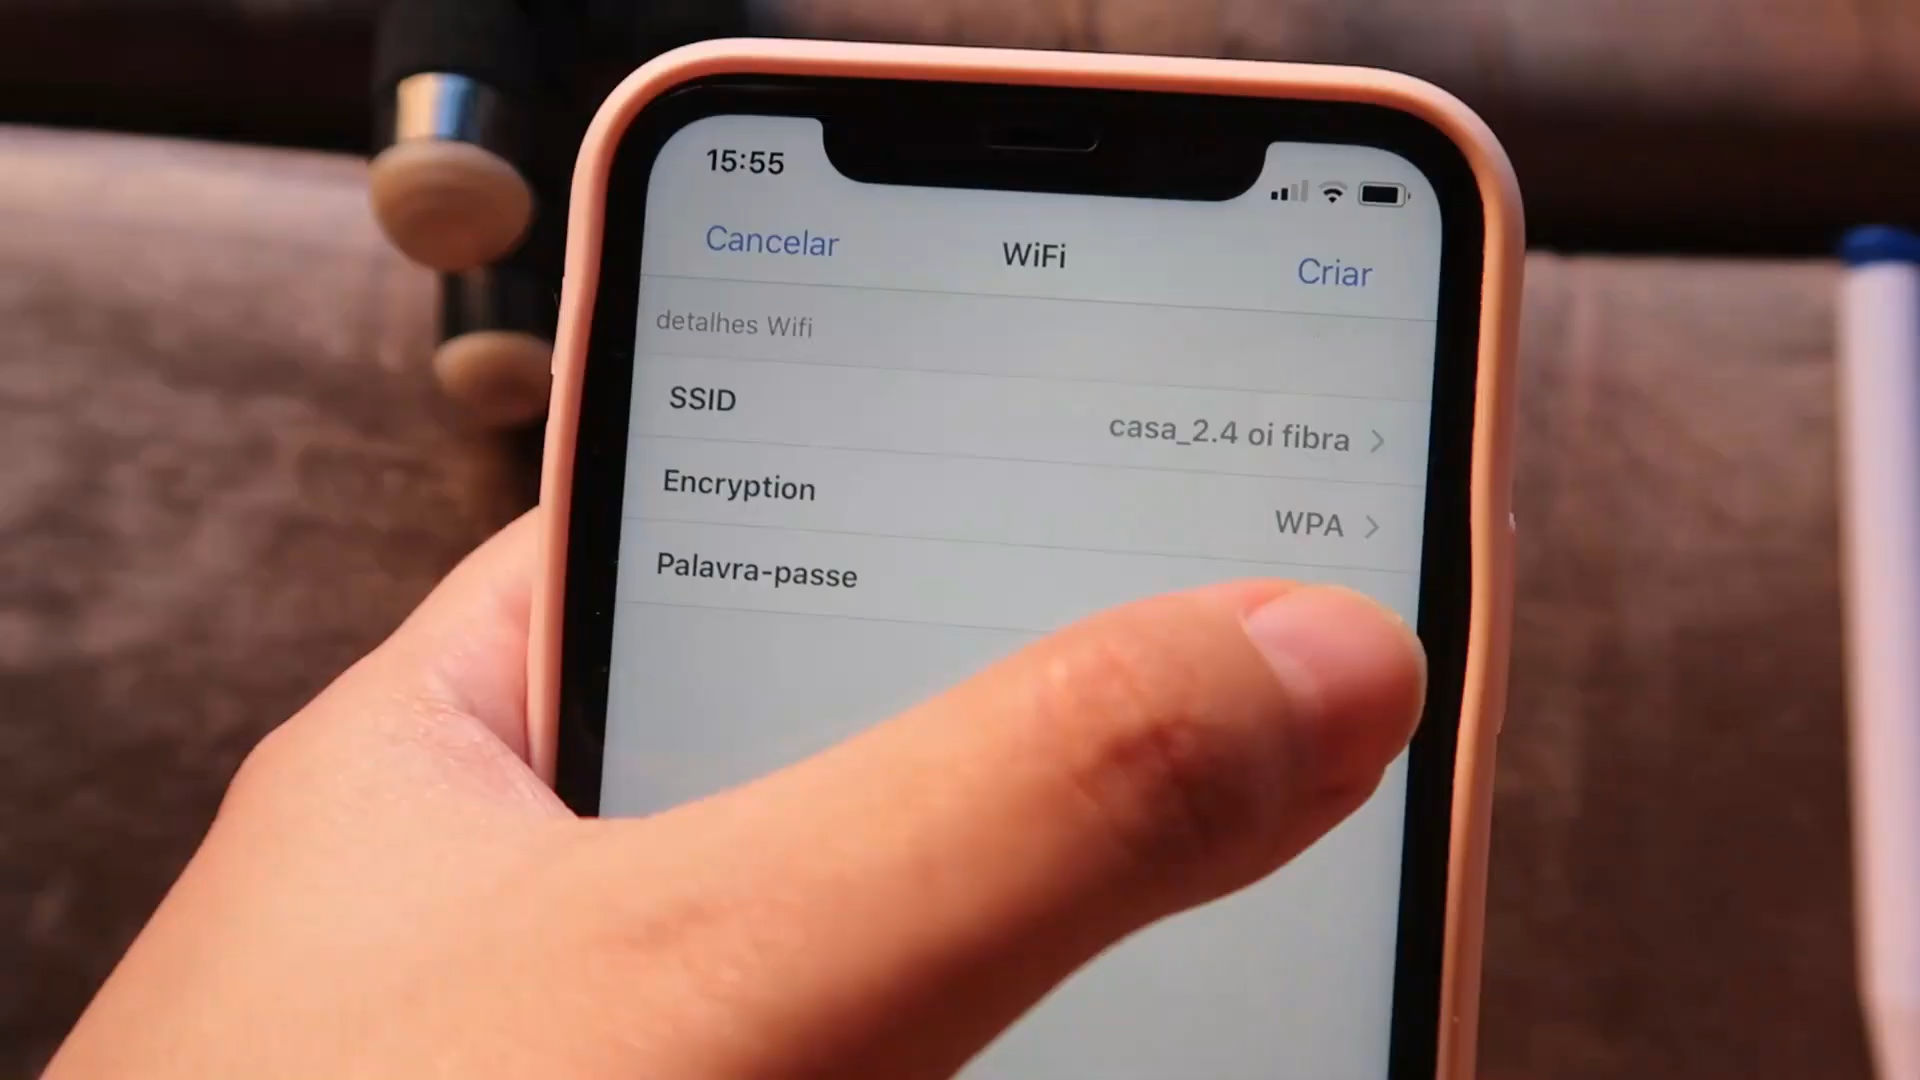 15:55
Cancelar WiFi Criar
detalhes Wifi
SSID casa_2.4 oi fibra
Encryption WPA
Palavra-passe